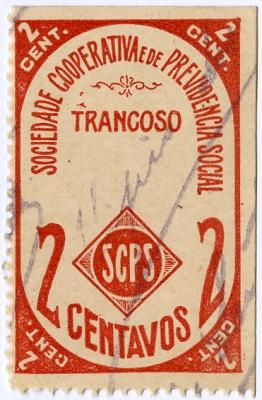 2 CENT.
2 CENT.
SOCIEDADE COOPERATIVA E DE PREVIDENCIA SOCIAL
TRANCOSO
SCPS
2 2
CENTAVOS
2 CENT.
2 CENT.